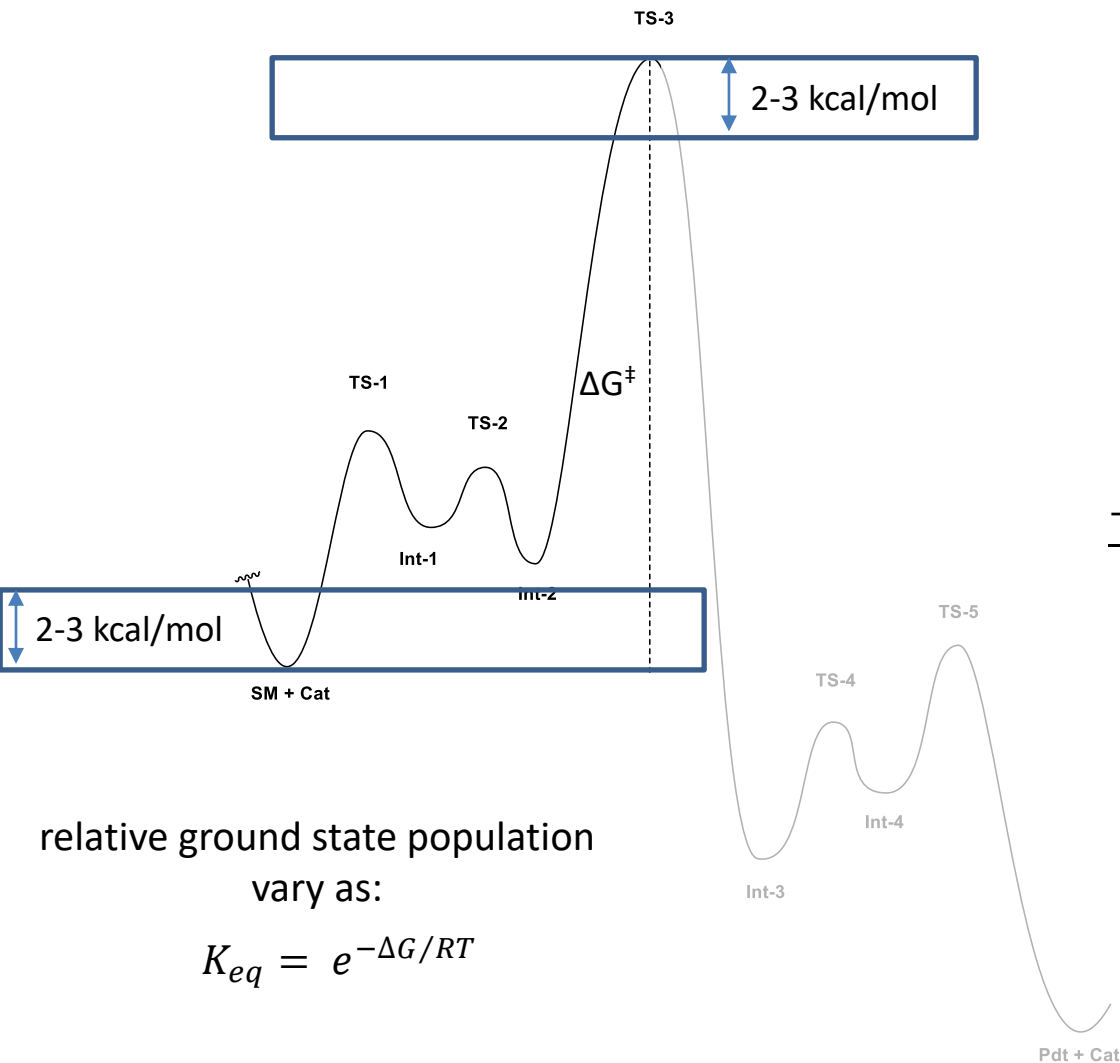 TS-3
2-3 kcal/mol
ΔG‡
TS-1
TS-2
Int-1
Int-2
2-3 kcal/mol
SM + Cat
TS-5
TS-4
Int-4
Int-3
relative ground state population
vary as:
K_eq = e^{-ΔG/RT}
Pdt + Cat